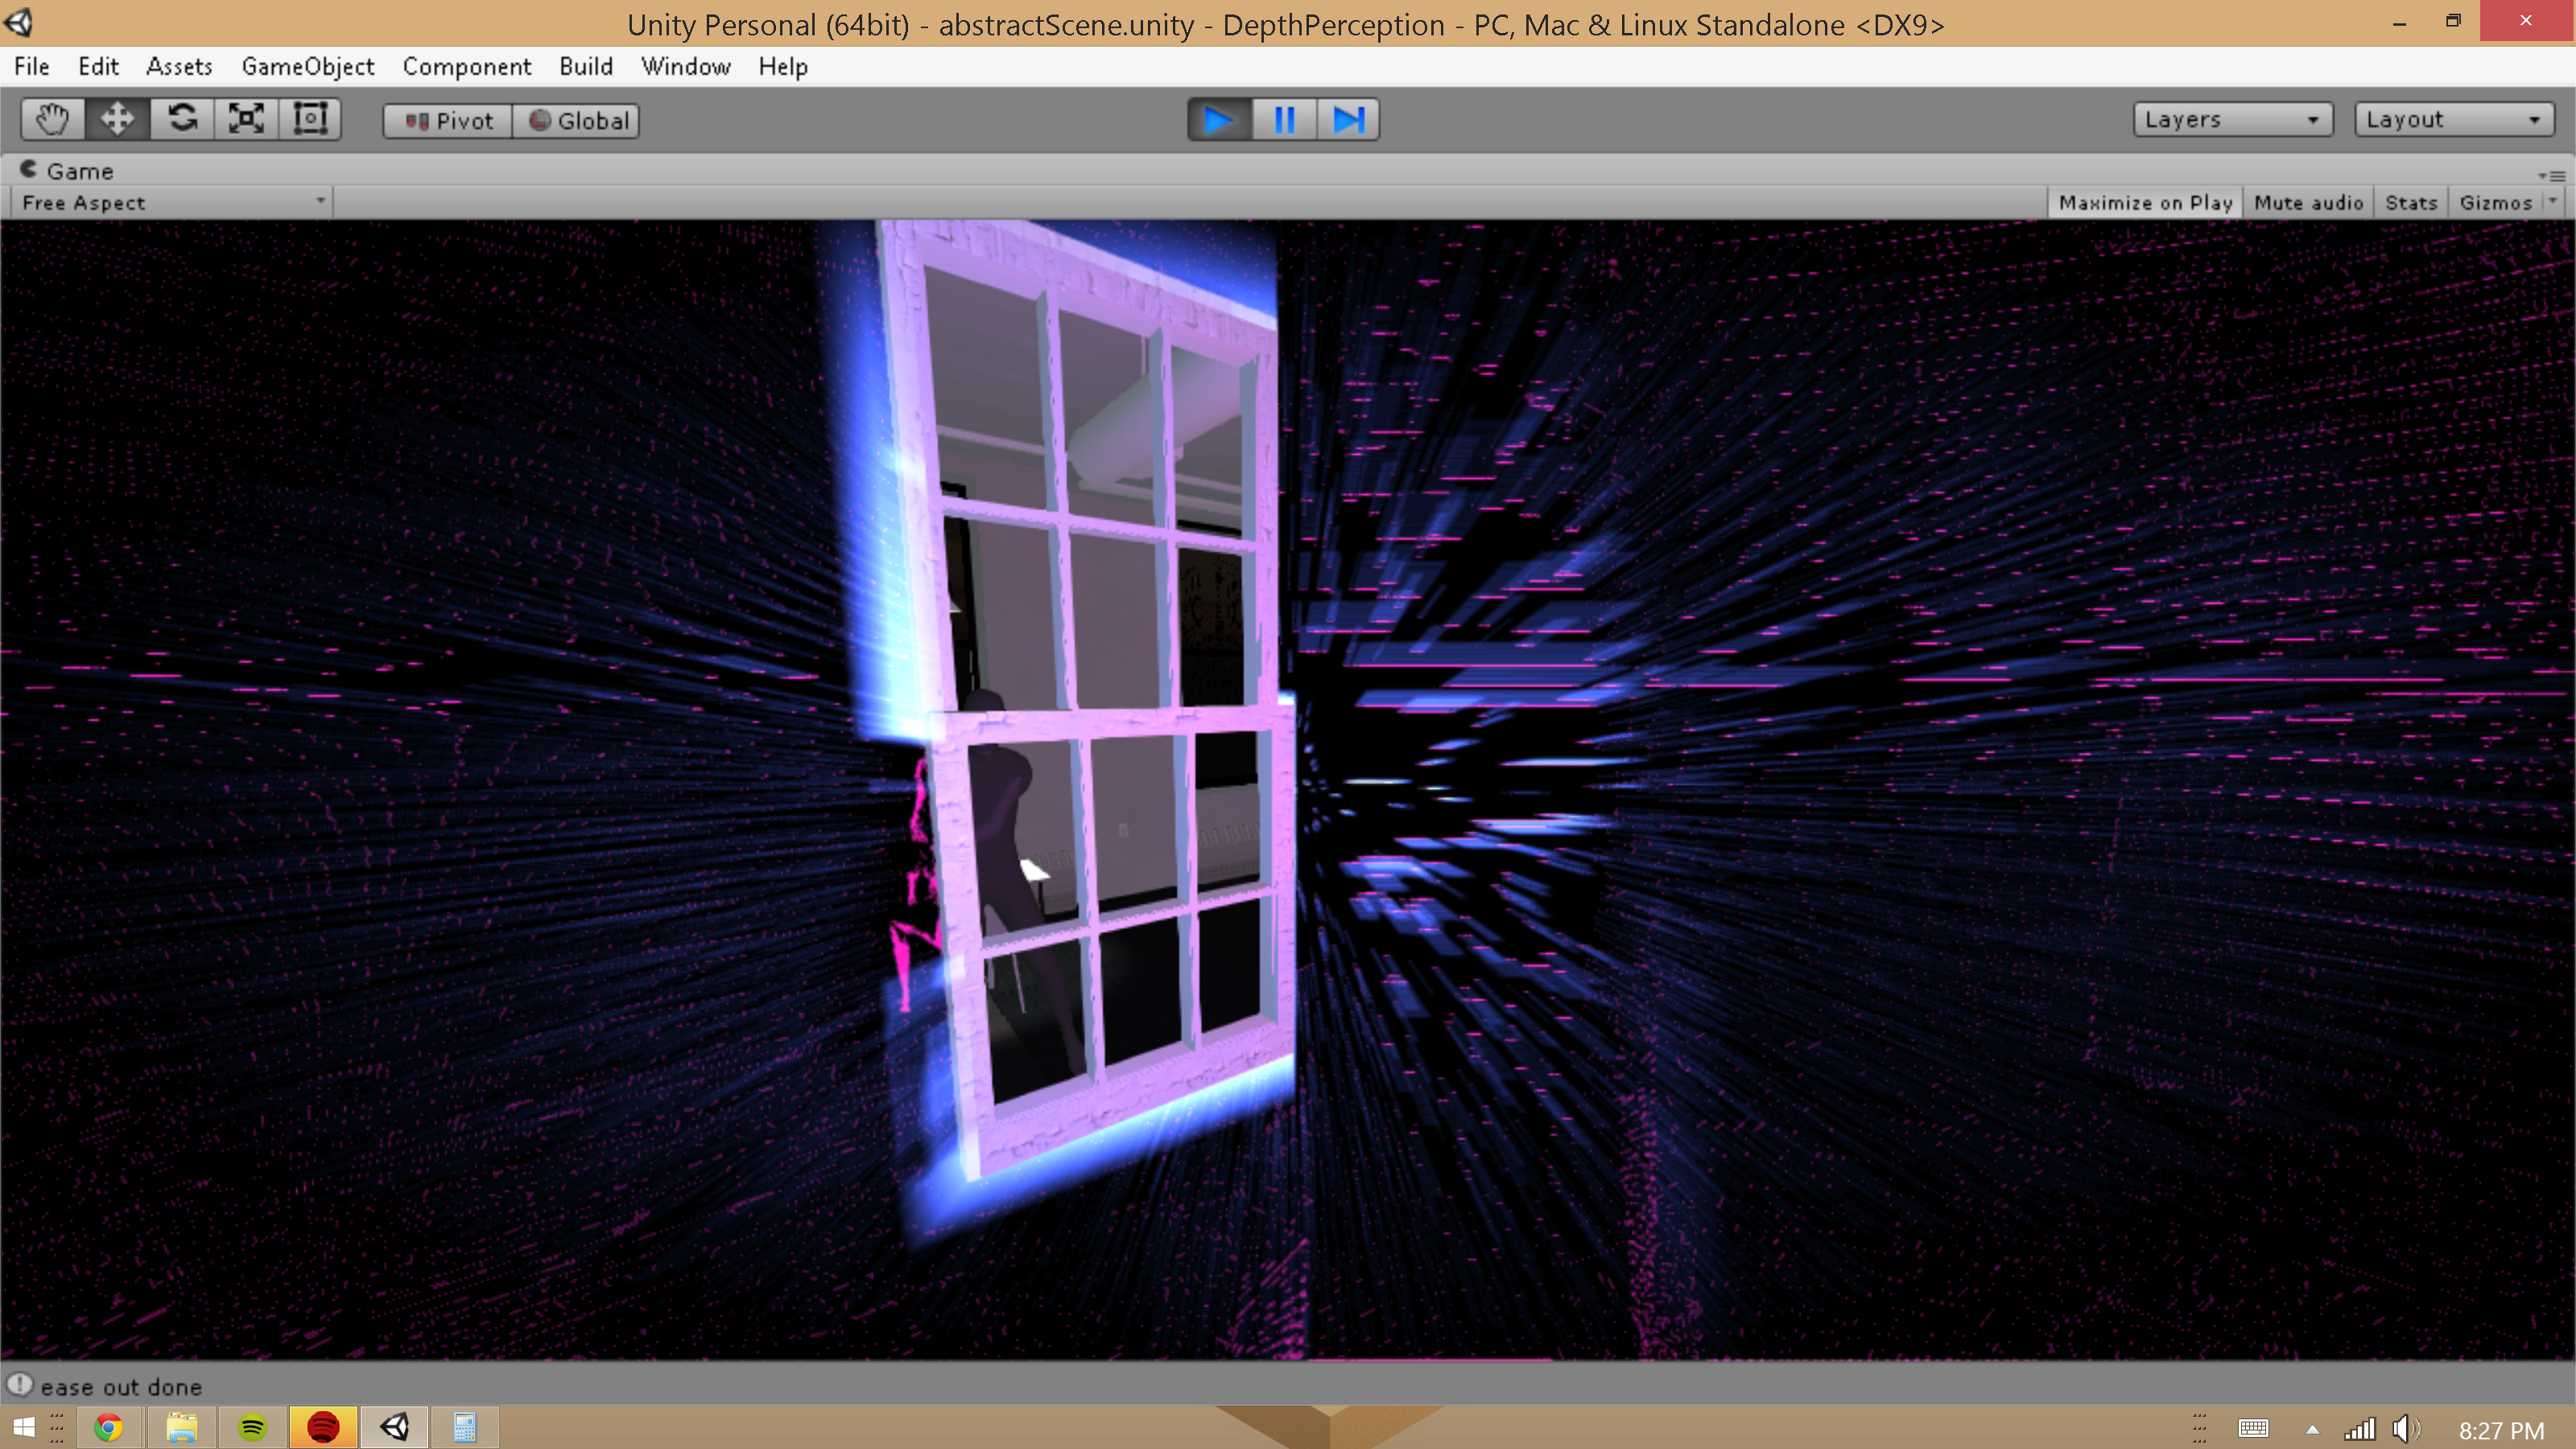 Unity Personal (64bit) - abstractScene.unity - DepthPerception - PC, Mac & Linux Standalone <DX9>
File Edit Assets GameObject Component Build Window Help
Pivot Global Layers Layout
Game
Free Aspect Maximize on Play Mute audio Stats Gizmos
ease out done
8:27 PM